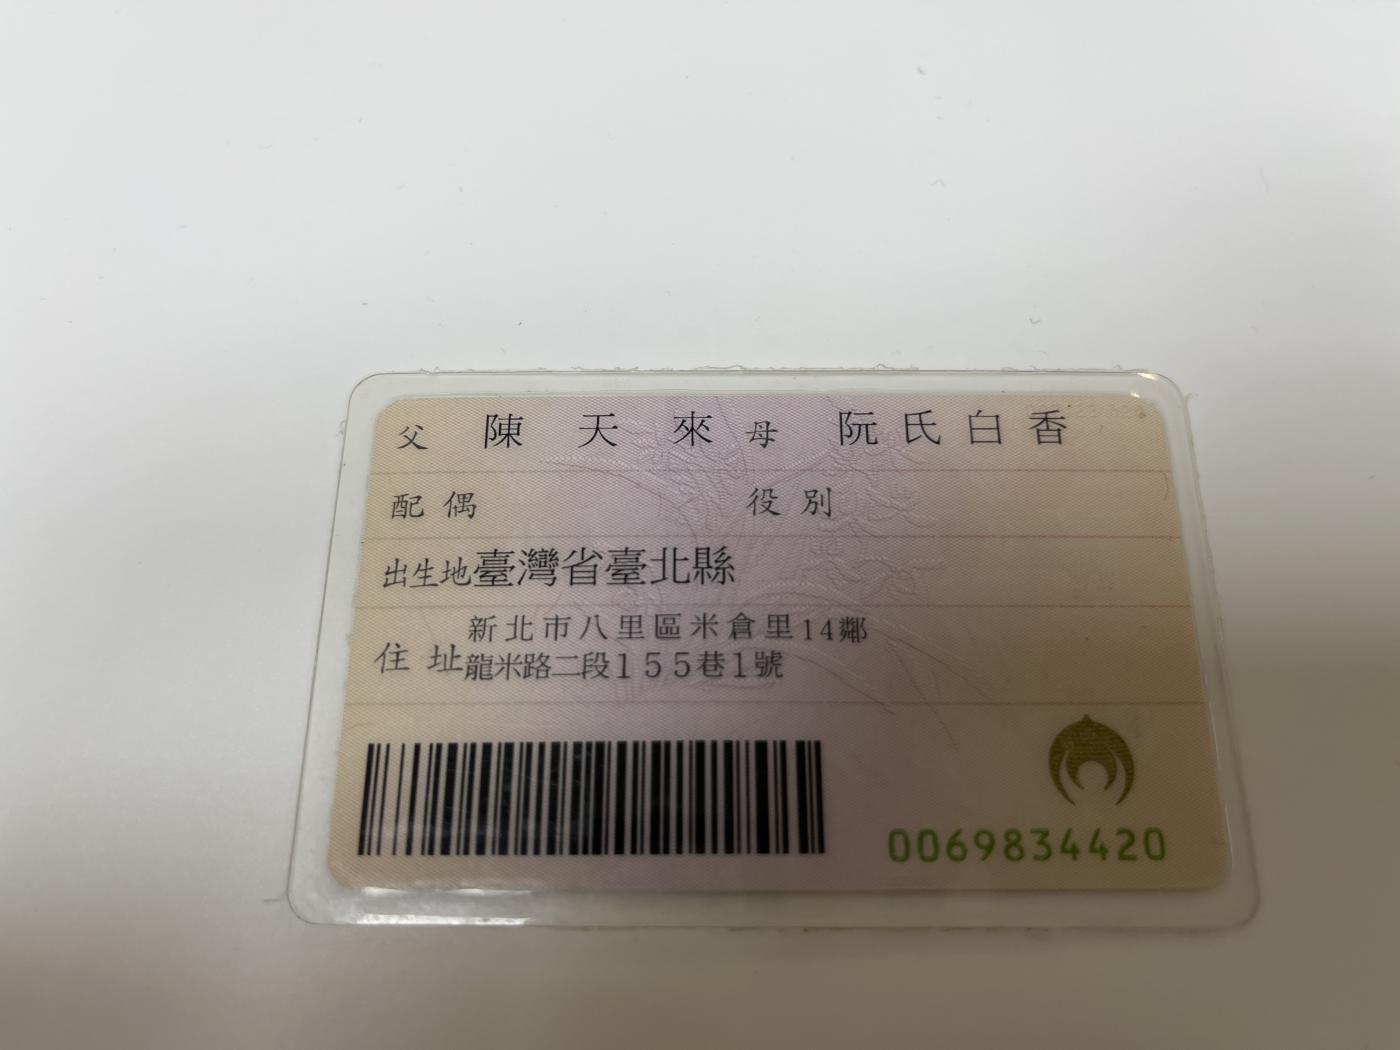 父 陳天來 母 阮氏白香
配偶 役別
出生地 臺灣省臺北縣
住址 新北市八里區米倉里14鄰
龍米路二段155巷1號
0069834420